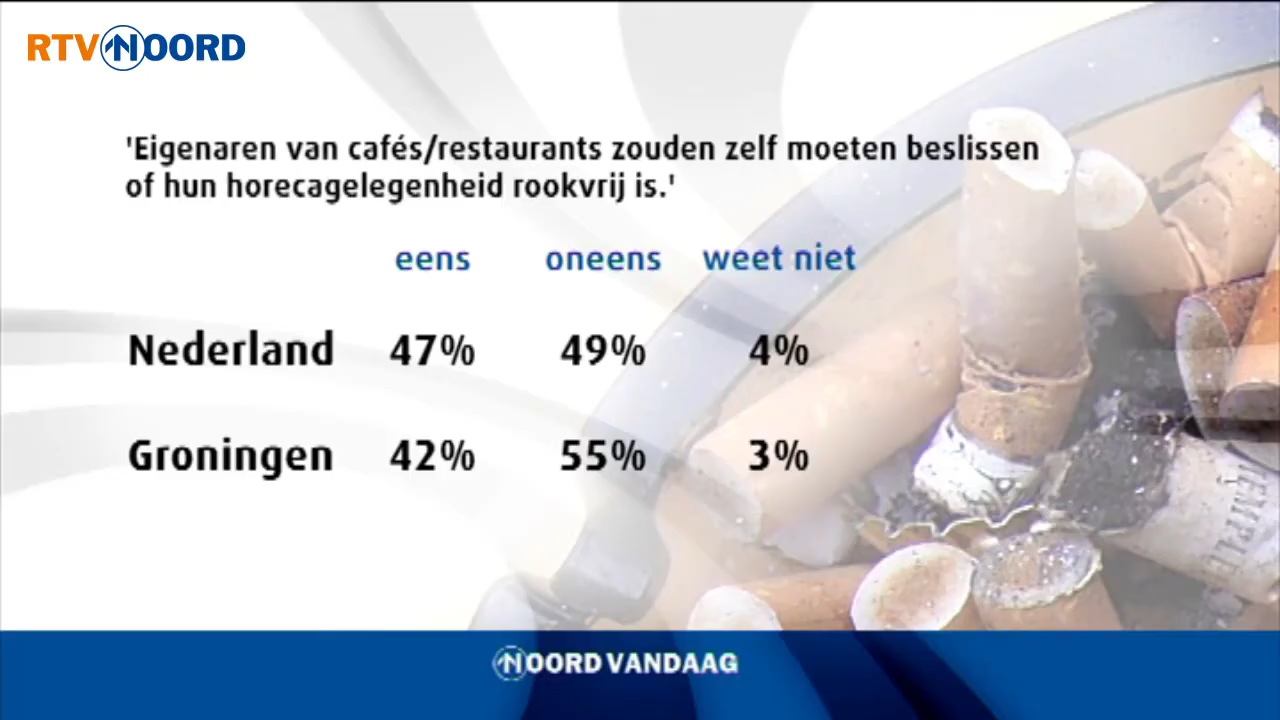 RTV NOORD
'Eigenaren van cafés/restaurants zouden zelf moeten beslissen
of hun horecagelegenheid rookvrij is.'
eens oneens weet niet
Nederland 47% 49% 4%
Groningen 42% 55% 3%
NOORD VANDAAG